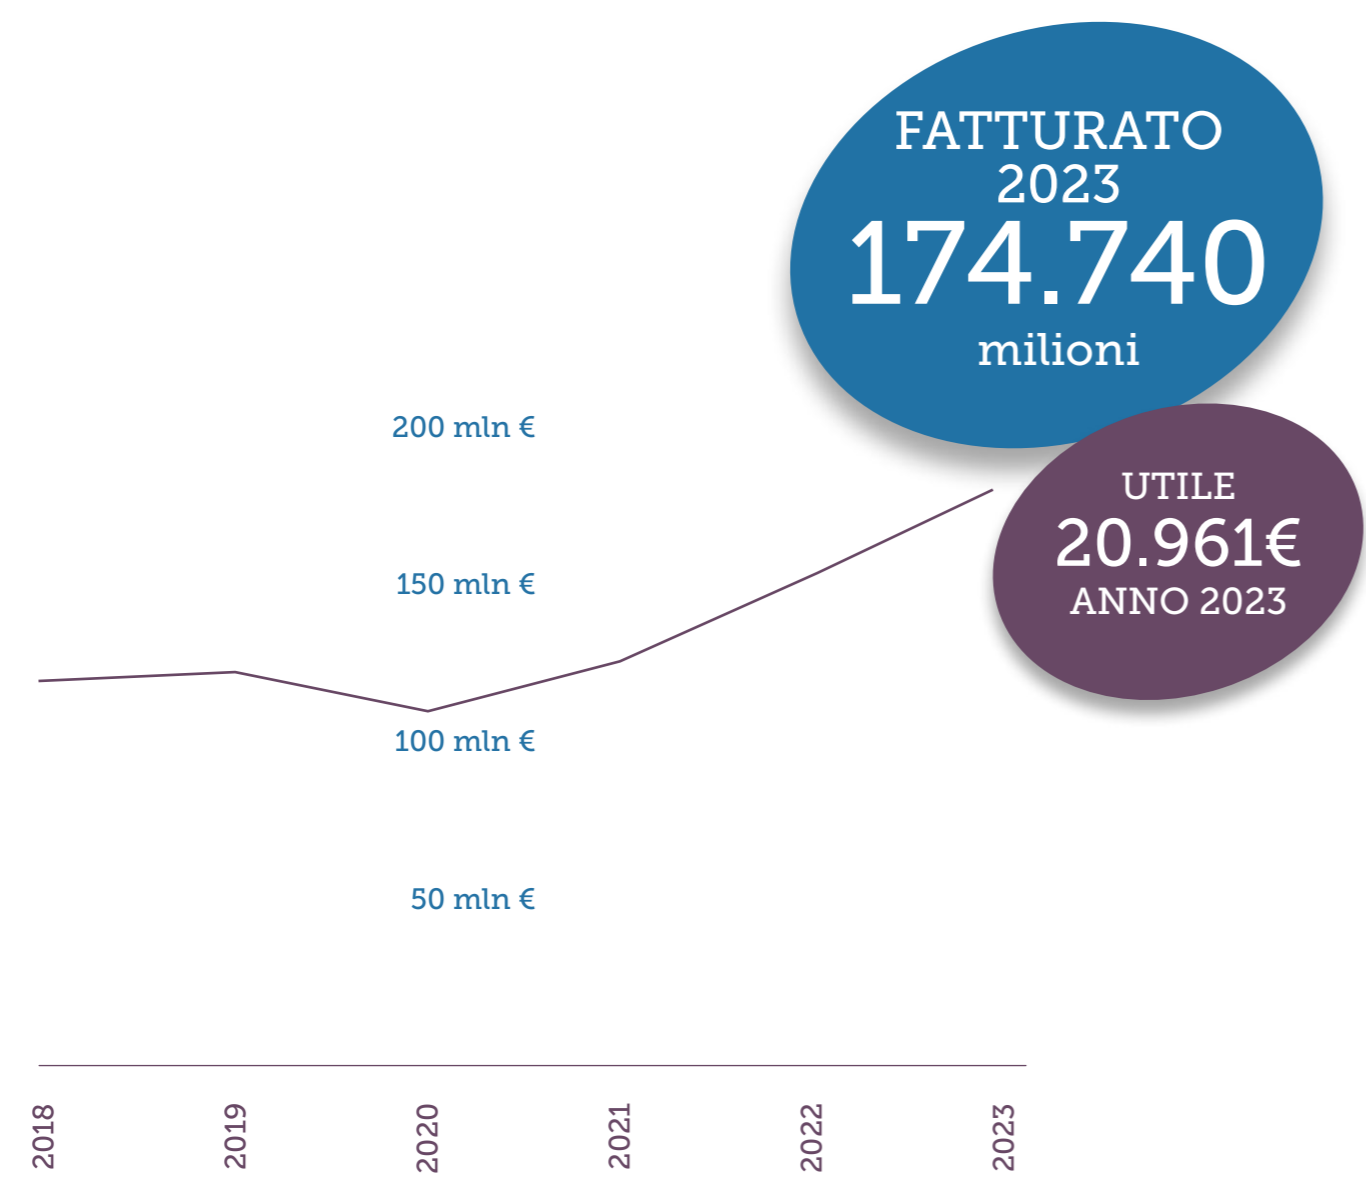 FATTURATO
2023
174.740
milioni
UTILE
20.961€
ANNO 2023
200 mln €
150 mln €
100 mln €
50 mln €
2018
2019
2020
2021
2022
2023